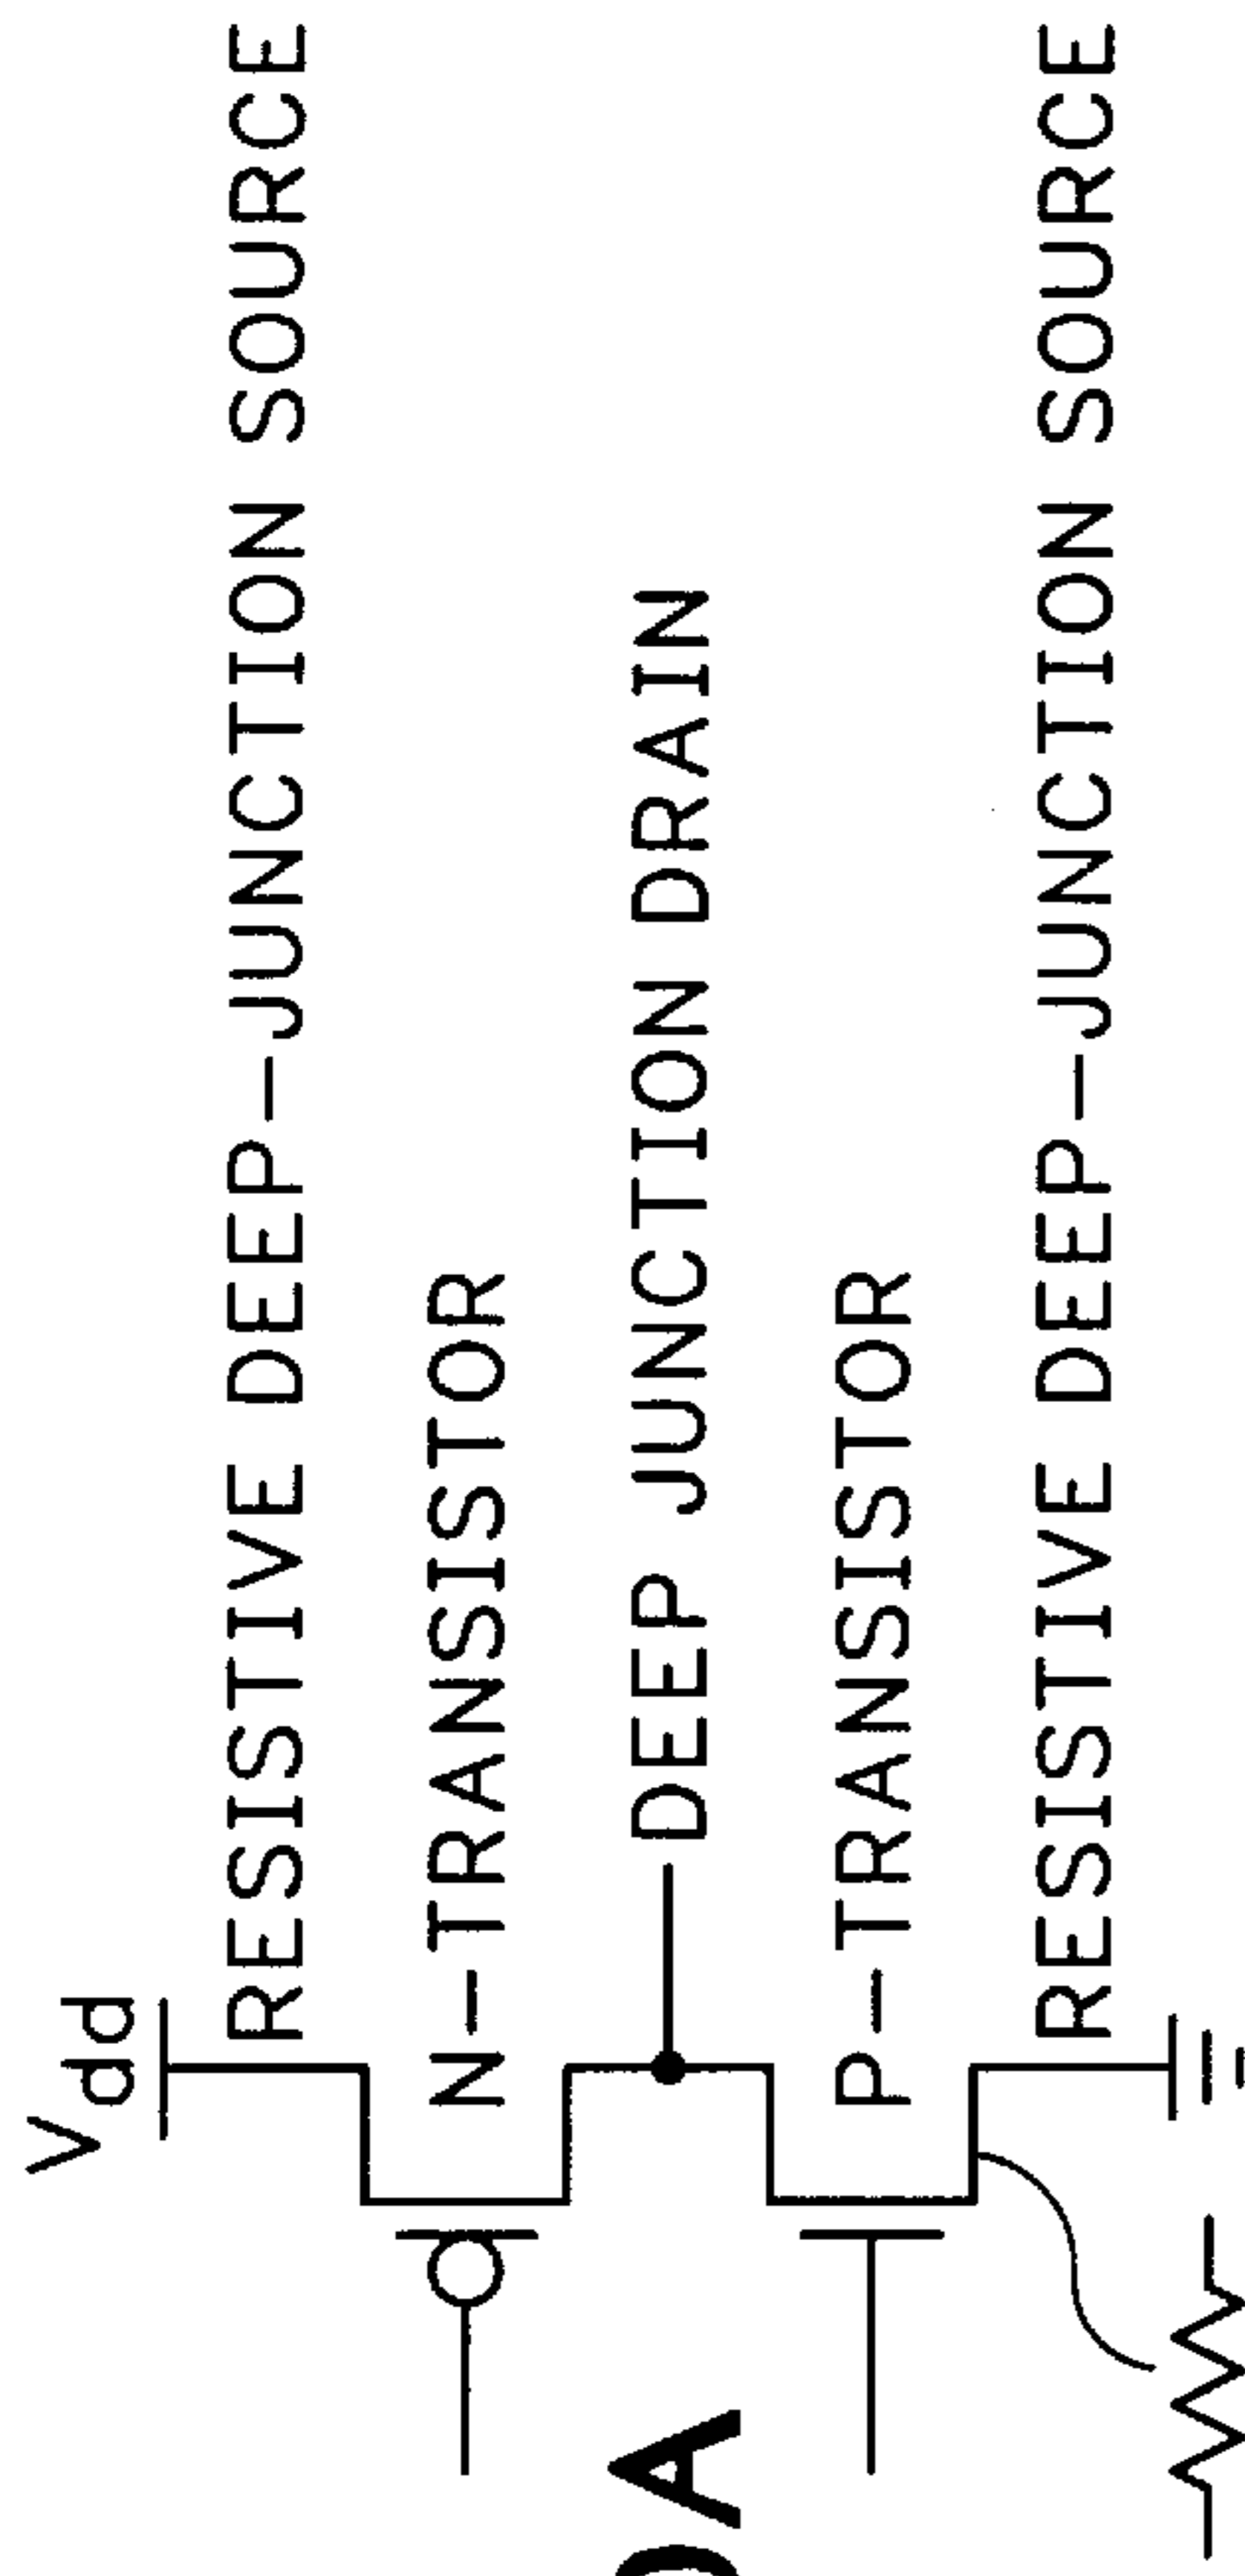 Vdd
RESISTIVE DEEP-JUNCTION SOURCE
N-TRANSISTOR
DEEP JUNCTION DRAIN
P-TRANSISTOR
RESISTIVE DEEP-JUNCTION SOURCE